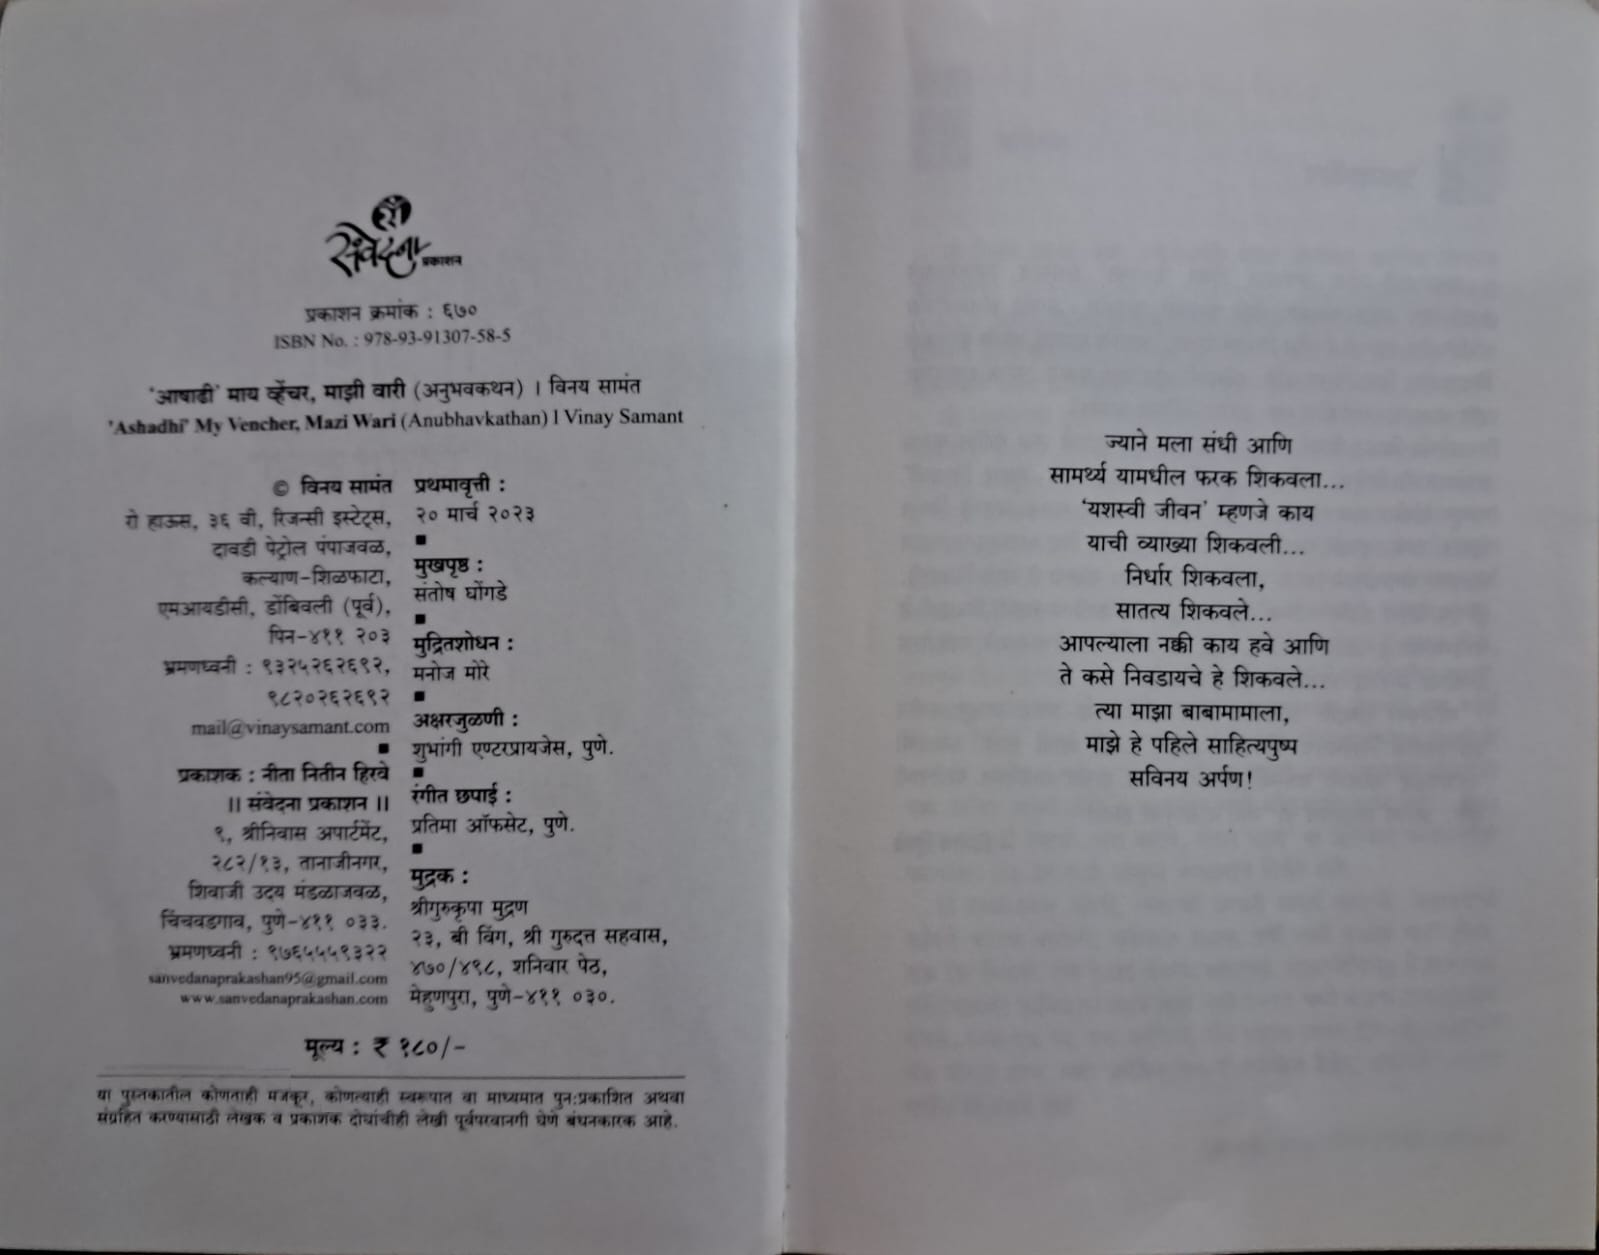 संवेदना
प्रकाशन
प्रकाशन क्रमांक : ६७०
ISBN No. : 978-93-91307-58-5
'आषाढी' माय व्हेंचर, माझी वारी (अनुभवकथन) । विनय सामंत
'Ashadhi' My Vencher, Mazi Wari (Anubhavkathan) l Vinay Samant
© विनय सामंत
रो हाऊस, ३६ वी, रिजन्सी इस्टेट्स,
दावडी पेट्रोल पंपाजवळ,
कल्याण-शिळफाटा,
एमआयडीसी, डोंबिवली (पूर्व),
पिन-४११ २०३
भ्रमणध्वनी : ९३२५२६२६९२,
९८२०२६२६९२
mail@vinaysamant.com
■
प्रकाशक : नीता नितीन हिरवे
।। संवेदना प्रकाशन ।।
९, श्रीनिवास अपार्टमेंट,
२८२/१३, तानाजीनगर,
शिवाजी उदय मंडळाजवळ,
चिंचवडगाव, पुणे-४११ ०३३.
भ्रमणध्वनी : ९७६५५५९३२२
sanvedanaprakashan95@gmail.com
www.sanvedanaprakashan.com
प्रथमावृत्ती :
२० मार्च २०२३
■
मुखपृष्ठ :
संतोष घोंगडे
■
मुद्रितशोधन :
मनोज मोरे
■
अक्षरजुळणी :
शुभांगी एण्टरप्रायजेस, पुणे.
■
रंगीत छपाई :
प्रतिमा ऑफसेट, पुणे.
■
मुद्रक :
श्रीगुरुकृपा मुद्रण
२३, बी विंग, श्री गुरुदत्त सहवास,
४७०/४९८, शनिवार पेठ,
मेहुणपुरा, पुणे-४११ ०३०.
मूल्य : ₹ १८०/-
या पुस्तकातील कोणताही मजकूर, कोणत्याही स्वरूपात वा माध्यमात पुन:प्रकाशित अथवा
संग्रहित करण्यासाठी लेखक व प्रकाशक दोघांचीही लेखी पूर्वपरवानगी घेणे बंधनकारक आहे.
ज्याने मला संधी आणि
सामर्थ्य यामधील फरक शिकवला...
'यशस्वी जीवन' म्हणजे काय
याची व्याख्या शिकवली...
निर्धार शिकवला,
सातत्य शिकवले...
आपल्याला नक्की काय हवे आणि
ते कसे निवडायचे हे शिकवले...
त्या माझा बाबामामाला,
माझे हे पहिले साहित्यपुष्प
सविनय अर्पण!